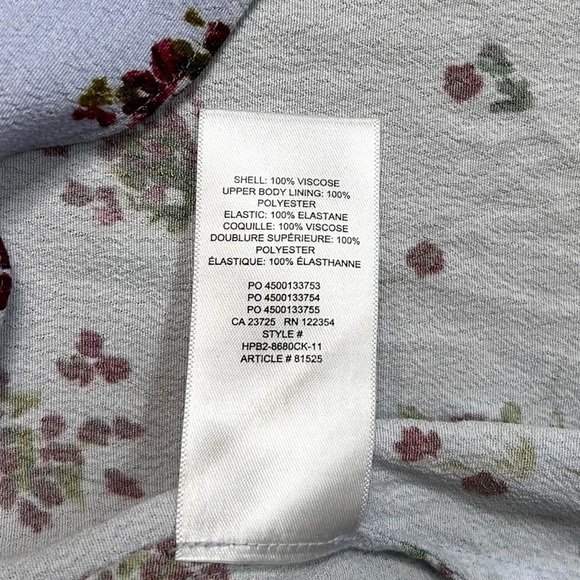 SHELL: 100% VISCOSE
UPPER BODY LINING: 100%
POLYESTER
ELASTIC: 100% ELASTANE
COQUILLE: 100% VISCOSE
DOUBLURE SUPÉRIEURE: 100%
POLYESTER
ÉLASTIQUE: 100% ÉLASTHANNE
PO 4500133753
PO 4500133754
PO 4500133755
CA 23725 RN 122354
STYLE #
HPB2-8680CK-11
ARTICLE # 81525